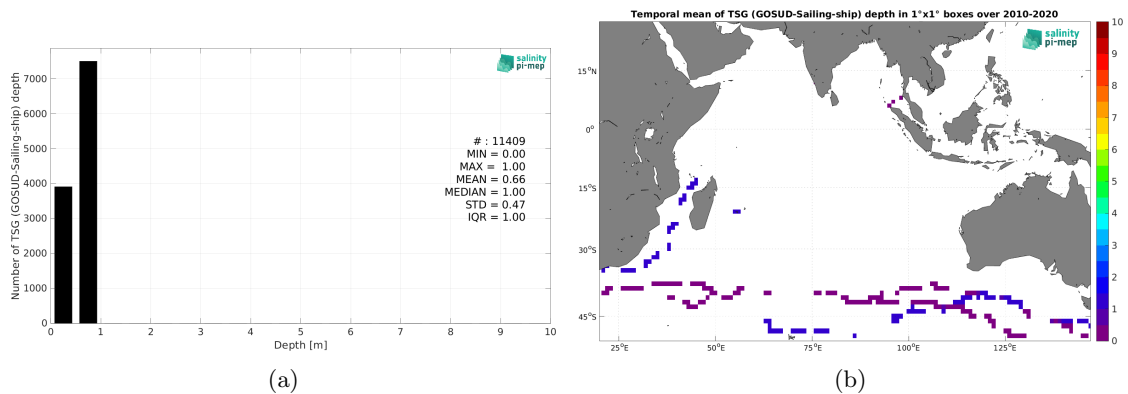 salinity
pi-mep
7000
6000
5000
4000
3000
2000
1000
0
Number of TSG (GOSUD-Sailing-ship) depth
# : 11409
MIN = 0.00
MAX = 1.00
MEAN = 0.66
MEDIAN = 1.00
STD = 0.47
IQR = 1.00
0 1 2 3 4 5 6 7 8 9 10
Depth [m]
(a)
Temporal mean of TSG (GOSUD-Sailing-ship) depth in 1°x1° boxes over 2010-2020
salinity
pi-mep
15°N
0°
15°S
30°S
45°S
25°E 50°E 75°E 100°E 125°E
10
9
8
7
6
5
4
3
2
1
0
(b)